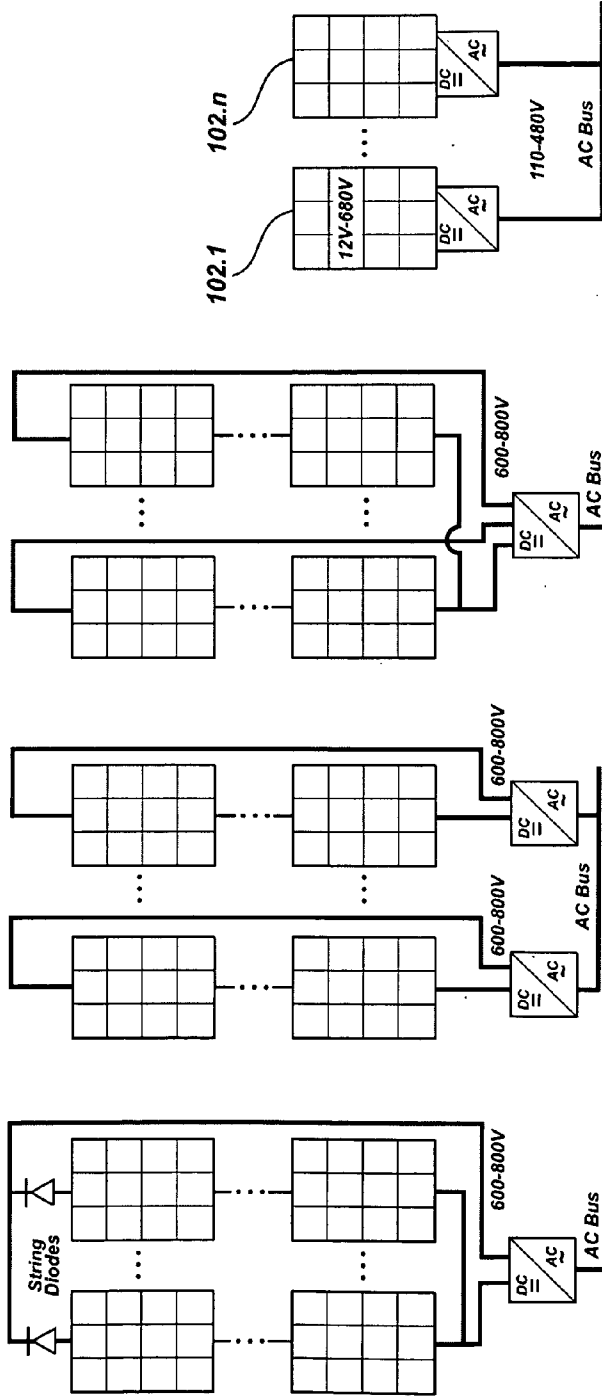 String
Diodes
600-800V
DC
=
AC
~
AC Bus
600-800V
600-800V
DC
=
AC
~
DC
=
AC
~
AC Bus
600-800V
DC
=
AC
~
AC Bus
102.1
102.n
12V-680V
DC
=
AC
~
DC
=
AC
~
110-480V
AC Bus